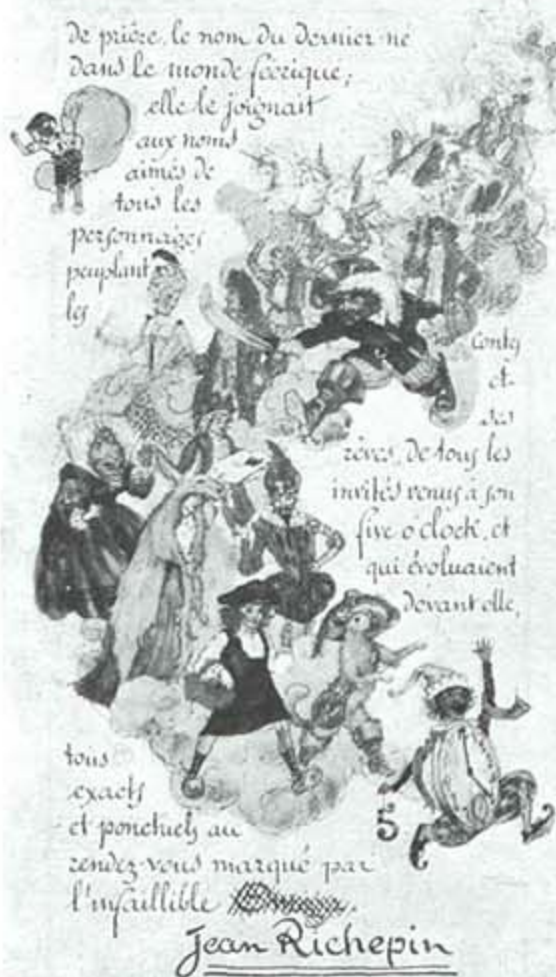 de prière, le nom du dernier né
dans le monde féerique;
elle le joignait
aux noms
aimés de
tous les
personnages
peuplant
les
contes
et
ses
rêves, de tous les
invités venus à son
five o'clock, et
qui évoluaient
devant elle,
tous
exacts
et ponctuels au
rendez-vous marqué par
l'infaillible
5
Jean Richepin